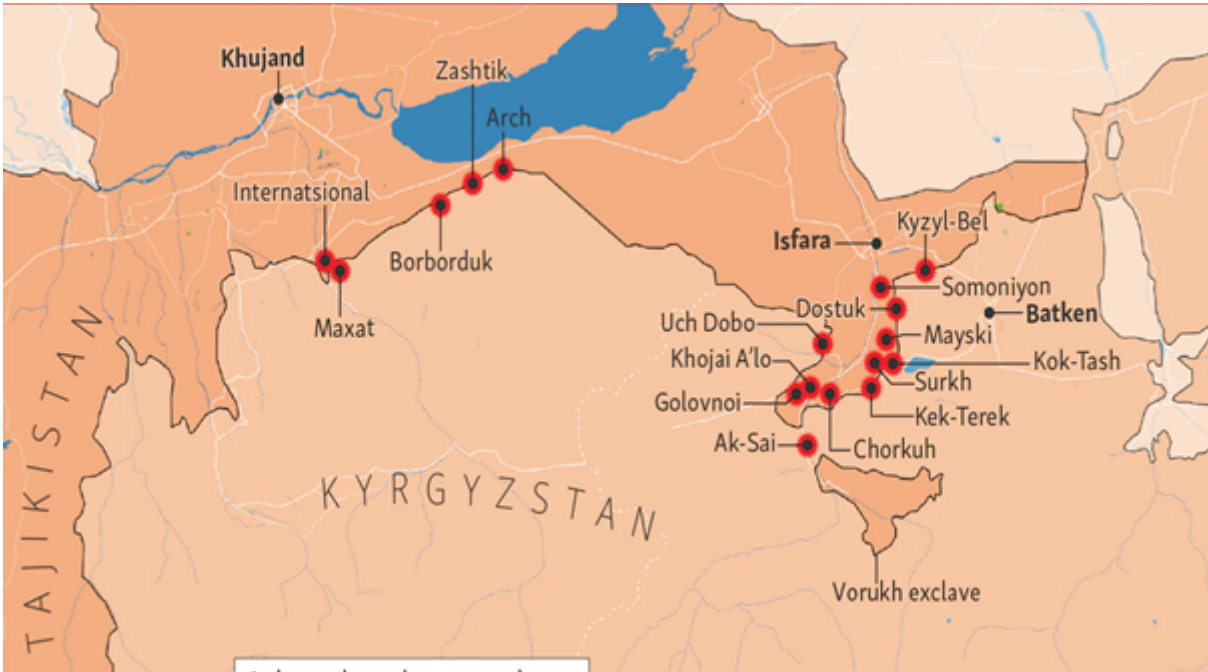 Khujand
Zashtik
Arch
Internatsional
Borborduk
Maxat
Isfara
Kyzyl-Bel
Somoniyon
Dostuk
Batken
Uch Dobo
Mayski
Khojai A'lo
Kok-Tash
Surkh
Golovnoi
Kek-Terek
Ak-Sai
Chorkuh
KYRGYZSTAN
TAJIKISTAN
Vorukh exclave